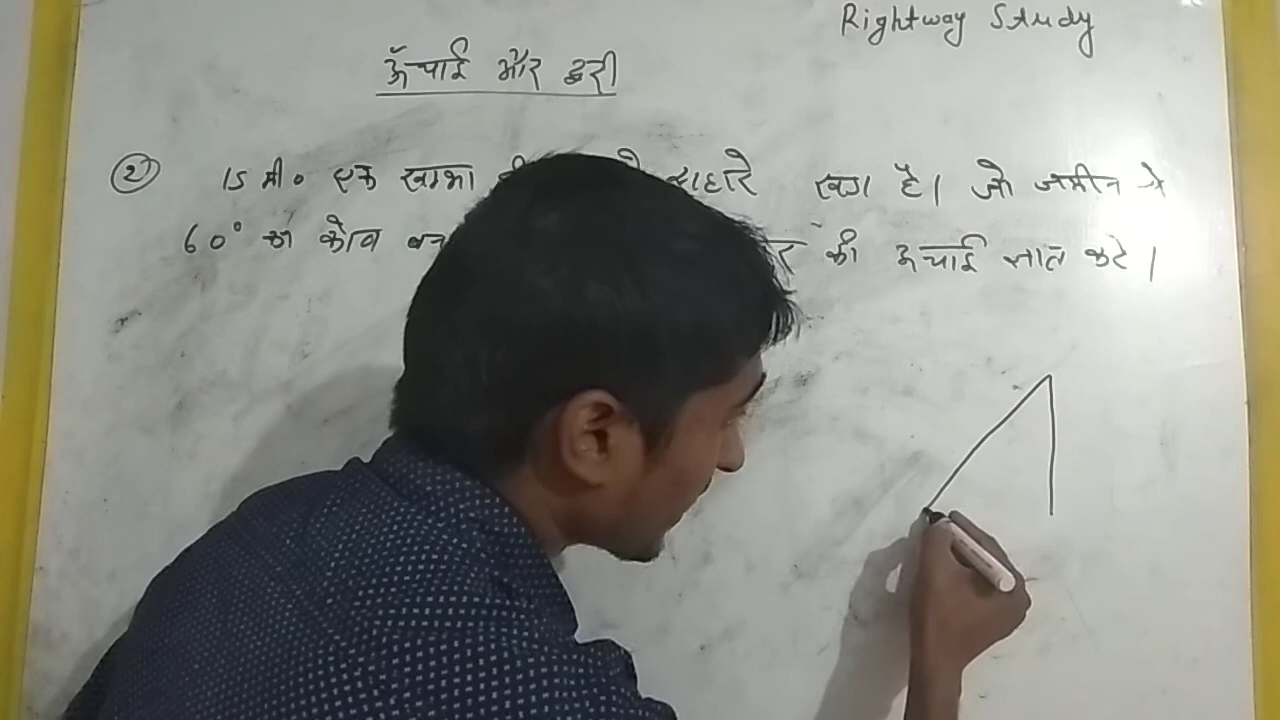 Rightway Study
ऊँचाई और दूरी
(2) 15 मी० एक खम्भा सहारे खड़ा है। जो जमीन से
60° का कोण की ऊँचाई ज्ञात करे।